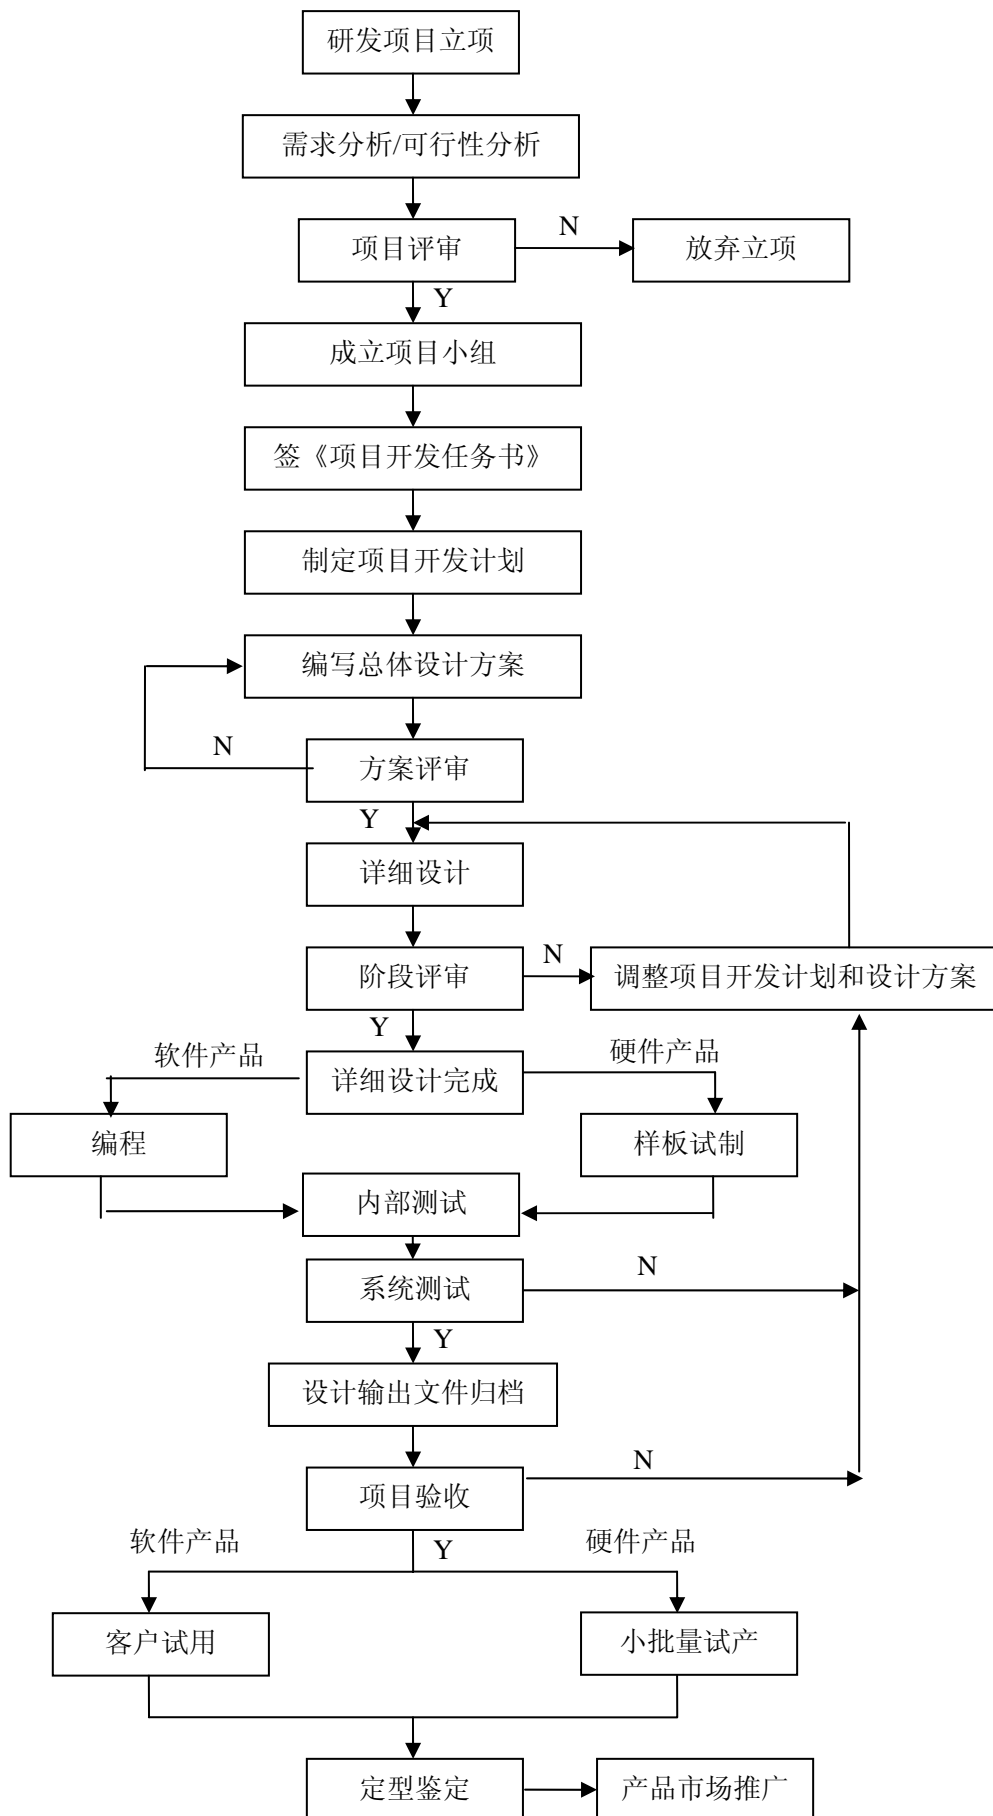 研发项目立项
需求分析/可行性分析
项目评审
N
放弃立项
Y
成立项目小组
签《项目开发任务书》
制定项目开发计划
编写总体设计方案
N
方案评审
Y
详细设计
阶段评审
N
调整项目开发计划和设计方案
Y
软件产品
硬件产品
详细设计完成
编程
样板试制
内部测试
系统测试
N
Y
设计输出文件归档
项目验收
N
软件产品
Y
硬件产品
客户试用
小批量试产
定型鉴定
产品市场推广